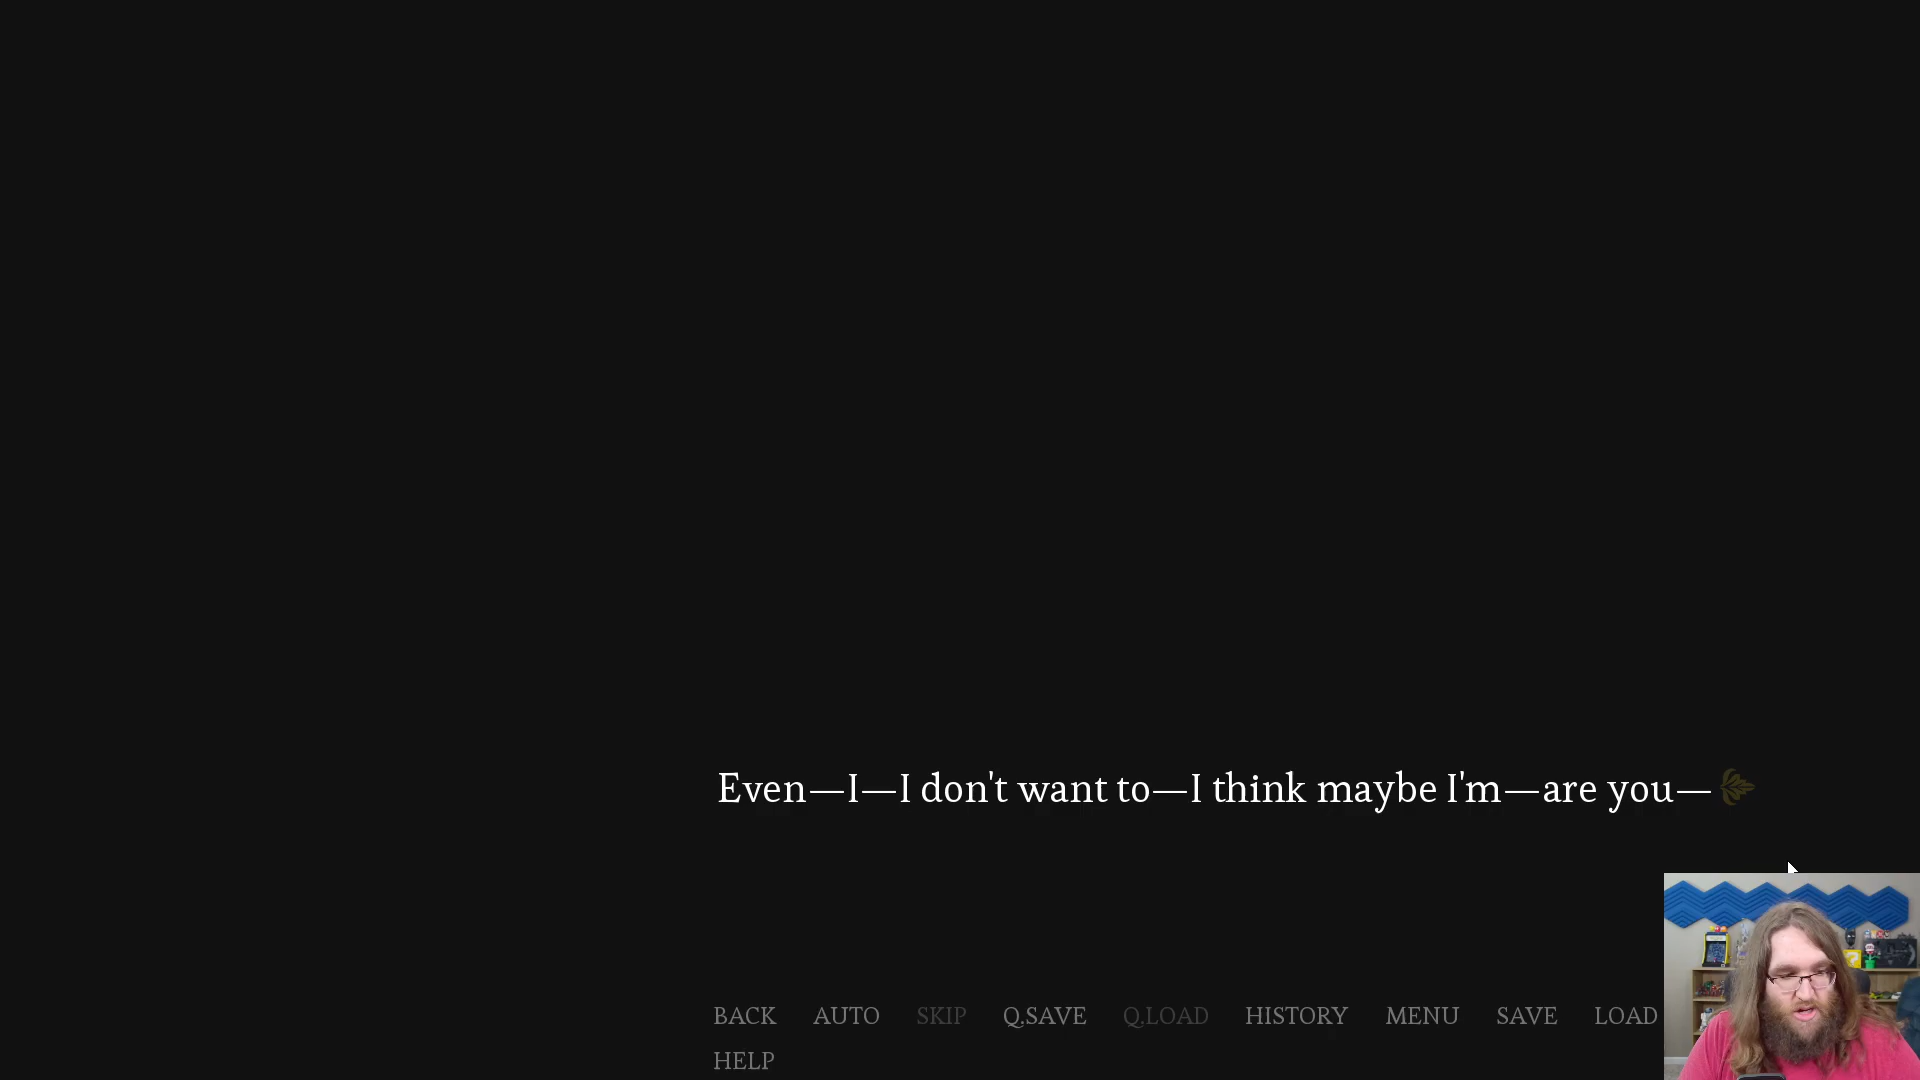 Even—I—I don't want to—I think maybe I'm—are you—
BACK AUTO SKIP Q.SAVE Q.LOAD HISTORY MENU SAVE LOAD
HELP